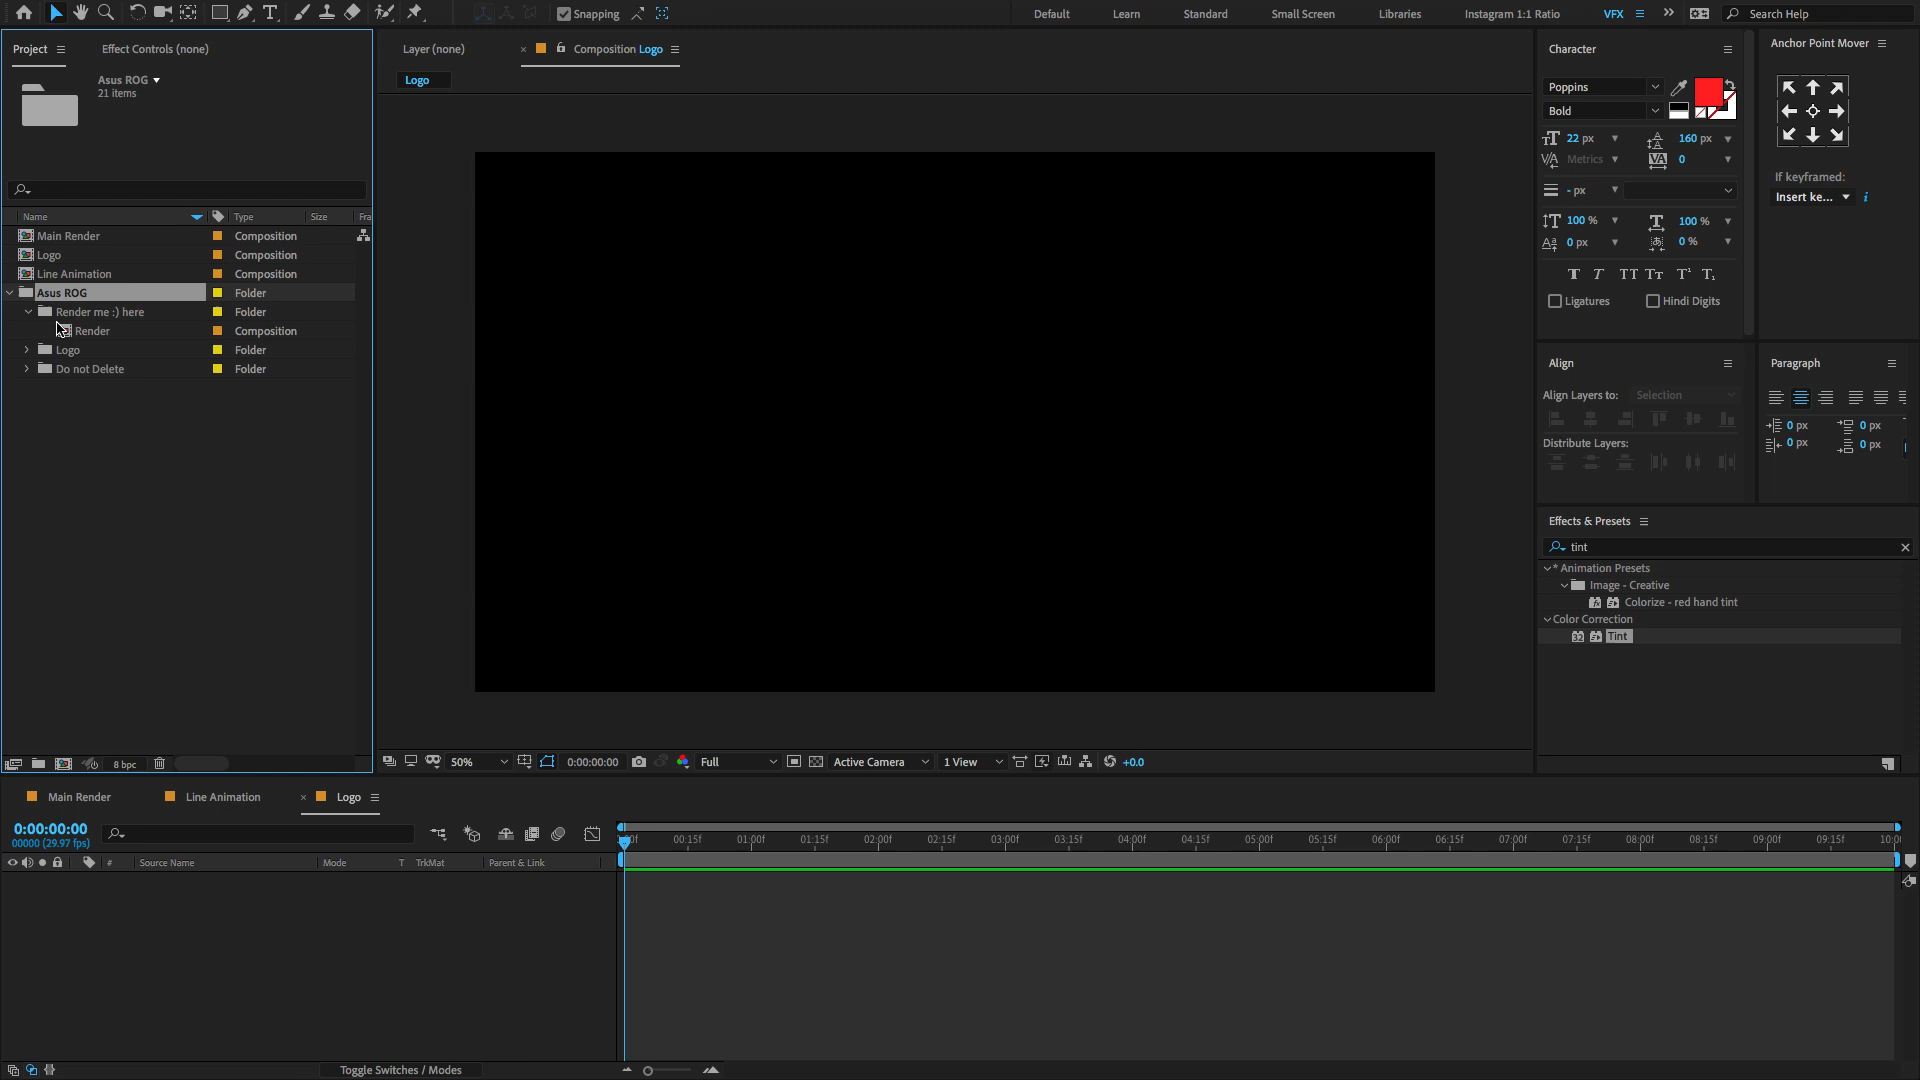 Snapping
Default
Learn
Standard
Small Screen
Libraries
Instagram 1:1 Ratio
VFX
Search Help
Project
Effect Controls (none)
Layer (none)
Composition Logo
Logo
Character
Anchor Point Mover
Asus ROG
21 items
Poppins
Bold
22 px
160 px
Metrics
0
- px
100 %
100 %
0 px
0 %
Ligatures
Hindi Digits
If keyframed:
Insert ke...
Name
Type
Size
Fra
Main Render
Composition
Logo
Composition
Line Animation
Composition
Asus ROG
Folder
Render me :) here
Folder
Render
Composition
Logo
Folder
Do not Delete
Folder
Align
Align Layers to:
Selection
Distribute Layers:
Paragraph
0 px
0 px
0 px
0 px
Effects & Presets
tint
* Animation Presets
Image - Creative
Colorize - red hand tint
Color Correction
Tint
8 bpc
50%
0:00:00:00
Full
Active Camera
1 View
+0.0
Main Render
Line Animation
Logo
0:00:00:00
00000 (29.97 fps)
00:15f
01:00f
01:15f
02:00f
02:15f
03:00f
03:15f
04:00f
04:15f
05:00f
05:15f
06:00f
06:15f
07:00f
07:15f
08:00f
08:15f
09:00f
09:15f
#
Source Name
Mode
T
TrkMat
Parent & Link
Toggle Switches / Modes